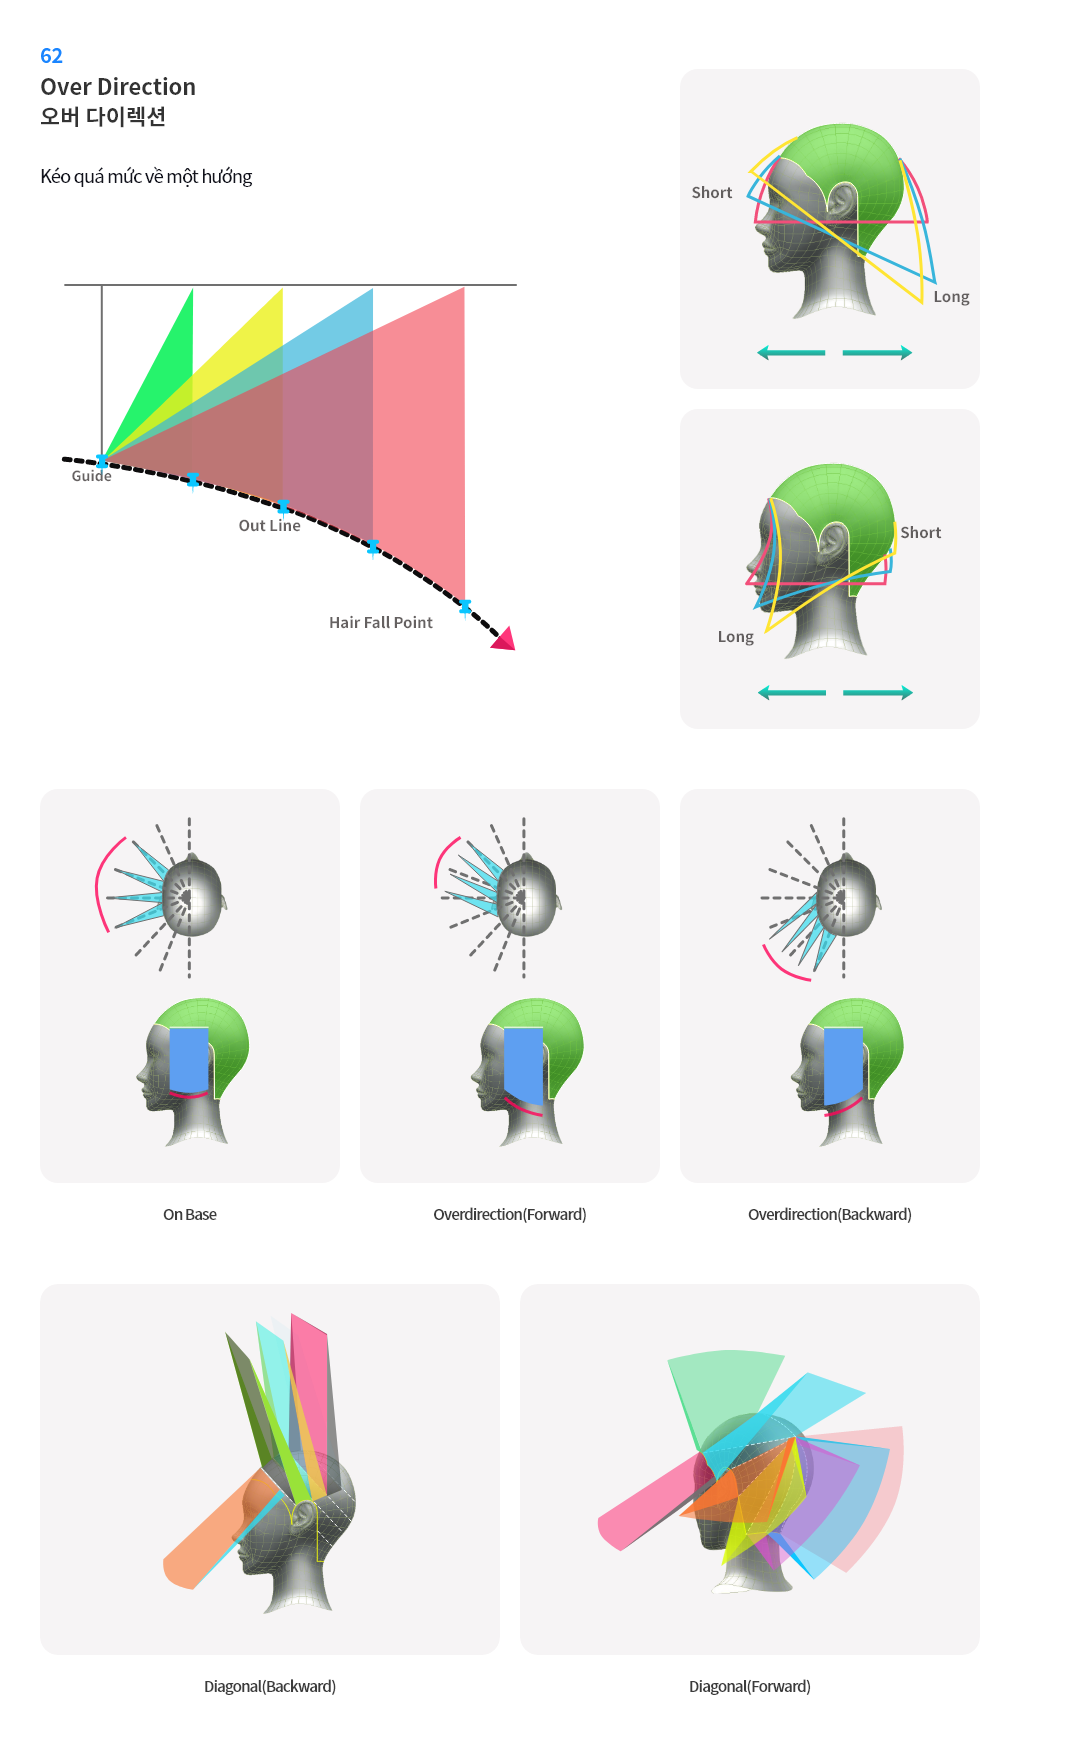 62
Over Direction
오버 다이렉션
Kéo quá mức về một hướng
Guide
Out Line
Hair Fall Point
Short
Long
Short
Long
On Base
Overdirection(Forward)
Overdirection(Backward)
Diagonal(Backward)
Diagonal(Forward)